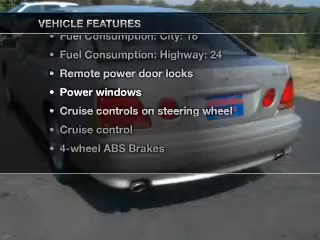 VEHICLE FEATURES
• Fuel Consumption: City: 18
• Fuel Consumption: Highway: 24
• Remote power door locks
• Power windows
• Cruise controls on steering wheel
• Cruise control
• 4-wheel ABS Brakes